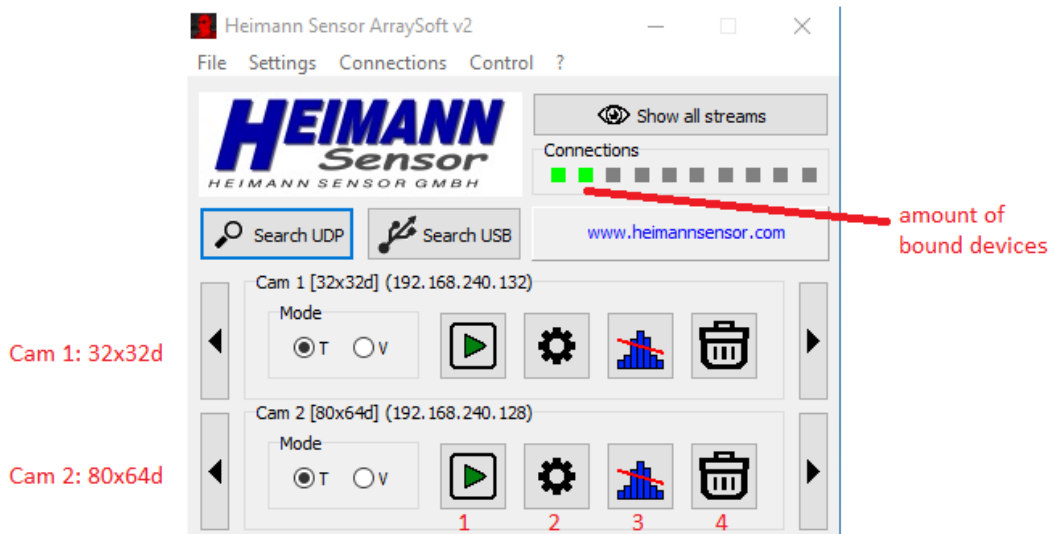 Heimann Sensor ArraySoft v2
File Settings Connections Control ?
HEIMANN
Sensor
HEIMANN SENSOR GMBH
Show all streams
Connections
Search UDP
Search USB
www.heimannsensor.com
amount of
bound devices
Cam 1 [32x32d] (192.168.240.132)
Mode
T V
Cam 1: 32x32d
Cam 2 [80x64d] (192.168.240.128)
Mode
T V
Cam 2: 80x64d
1 2 3 4